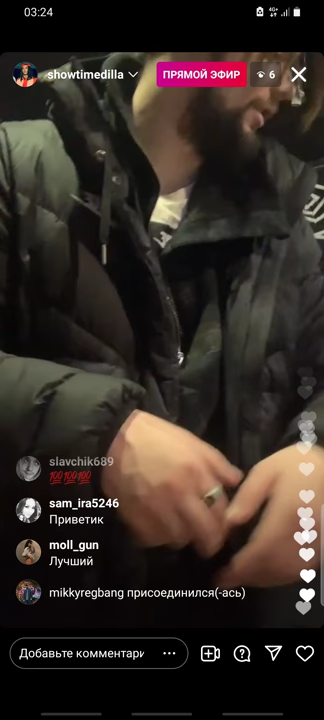 03:24
4G+
showtimedilla
ПРЯМОЙ ЭФИР
6
slavchik689
💯💯💯
sam_ira5246
Приветик
moll_gun
Лучший
mikkyregbang присоединился(-ась)
Добавьте комментари